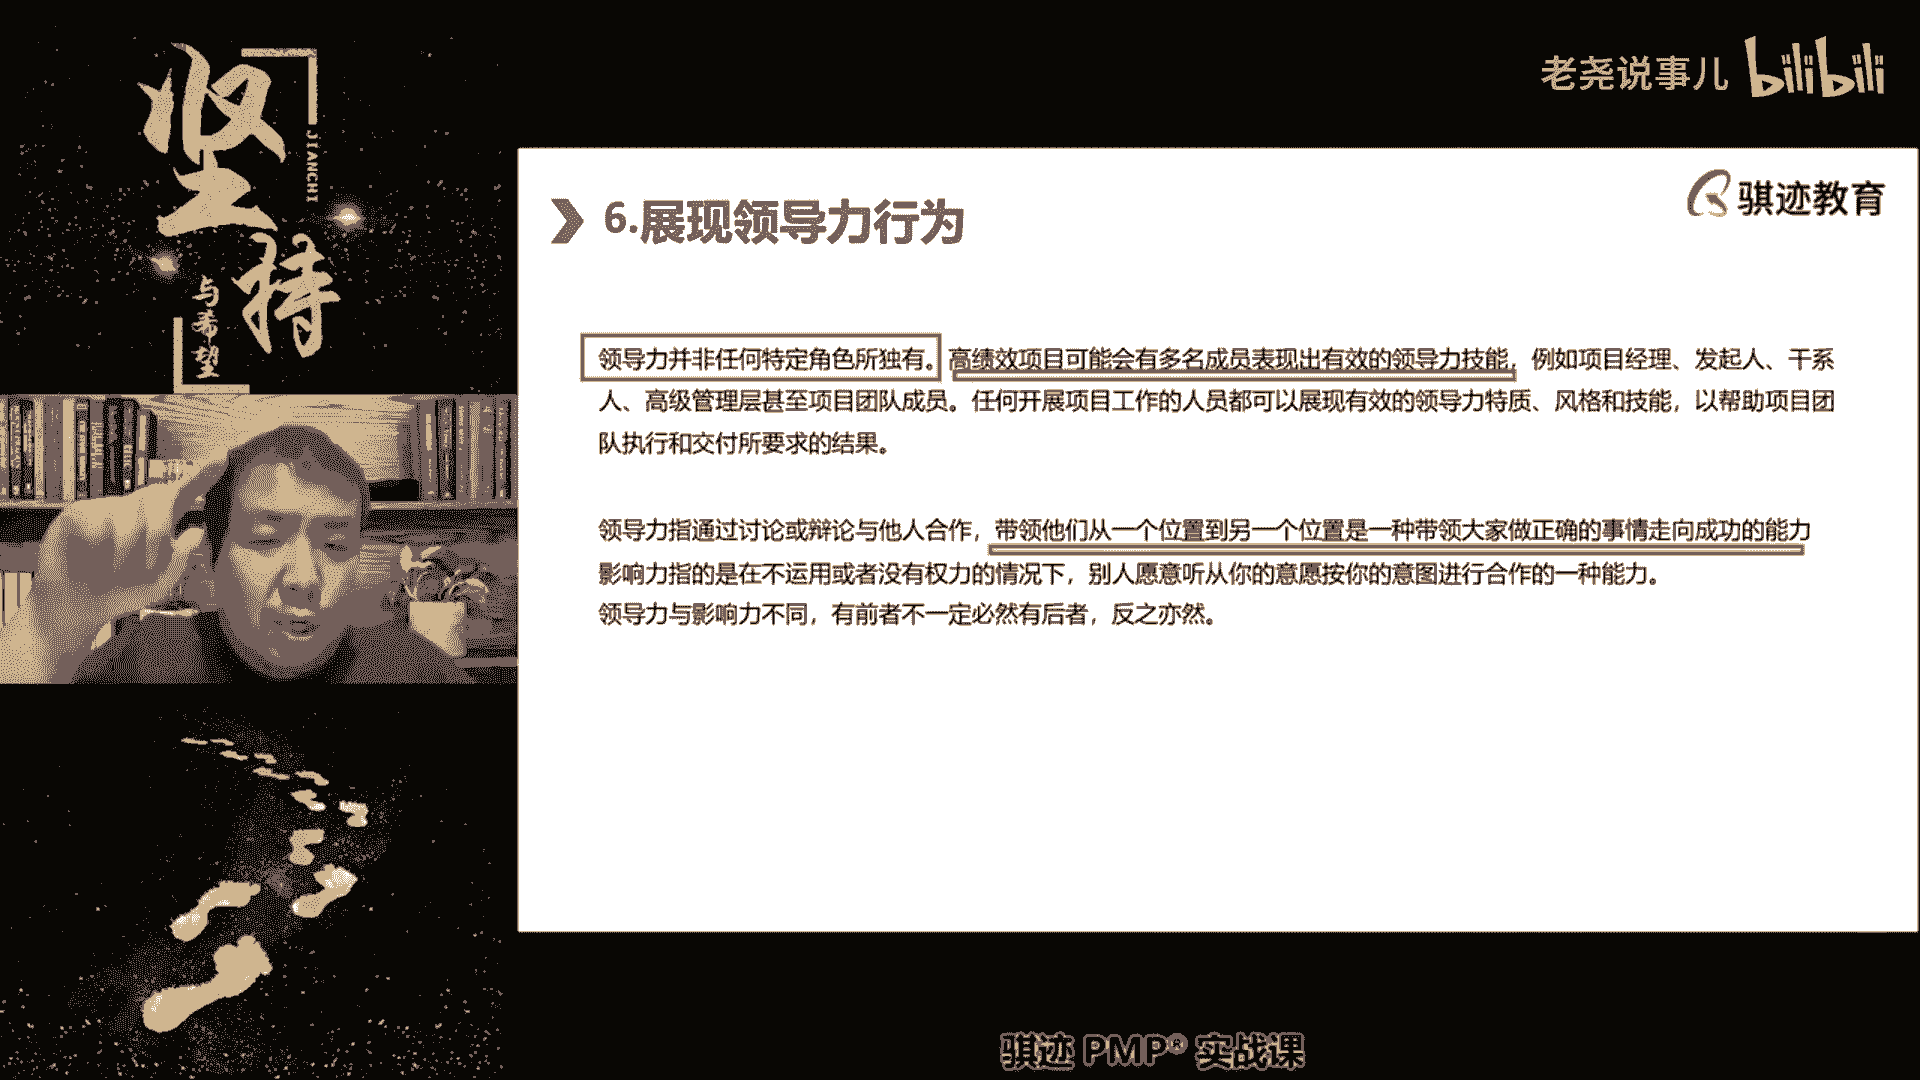 坚持
JIANCHI
与希望
老尧说事儿 bilibili
骐迹教育
6.展现领导力行为
领导力并非任何特定角色所独有。高绩效项目可能会有多名成员表现出有效的领导力技能，例如项目经理、发起人、干系
人、高级管理层甚至项目团队成员。任何开展项目工作的人员都可以展现有效的领导力特质、风格和技能，以帮助项目团
队执行和交付所要求的结果。
领导力指通过讨论或辩论与他人合作，带领他们从一个位置到另一个位置是一种带领大家做正确的事情走向成功的能力
影响力指的是在不运用或者没有权力的情况下，别人愿意听从你的意愿按你的意图进行合作的一种能力。
领导力与影响力不同，有前者不一定必然有后者，反之亦然。
骐迹 PMP® 实战课